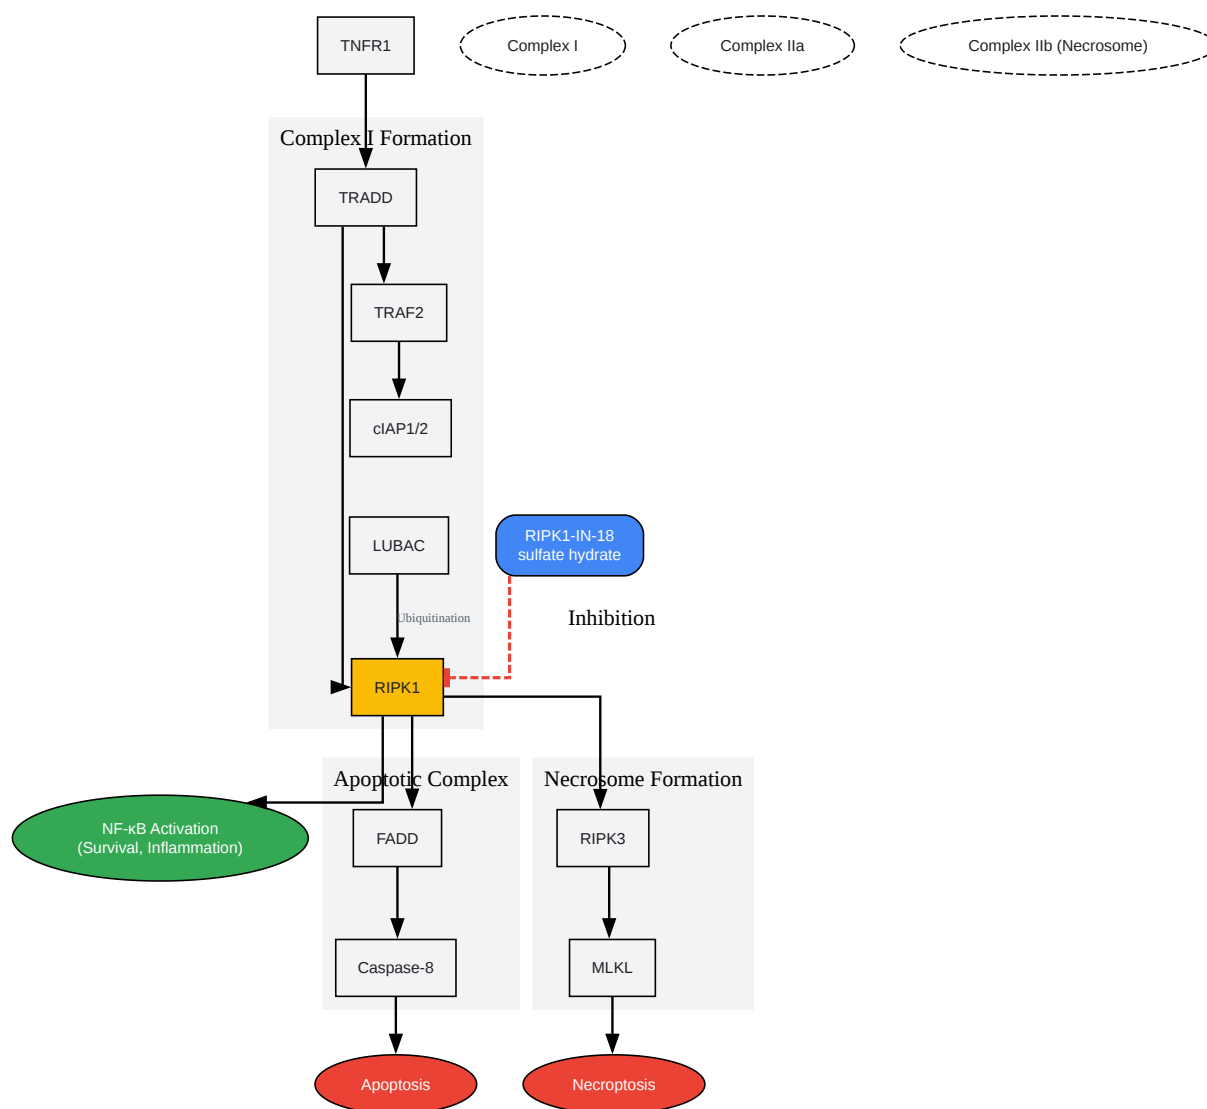 TNFR1
Complex I
Complex IIa
Complex IIb (Necrosome)
Complex I Formation
TRADD
TRAF2
cIAP1/2
LUBAC
RIPK1-IN-18
sulfate hydrate
Ubiquitination
Inhibition
RIPK1
Apoptotic Complex
Necrosome Formation
NF-κB Activation
(Survival, Inflammation)
FADD
RIPK3
Caspase-8
MLKL
Apoptosis
Necroptosis